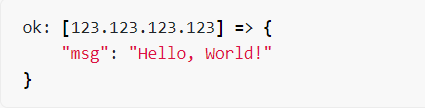 ok: [123.123.123.123] => {
    "msg": "Hello, World!"
}